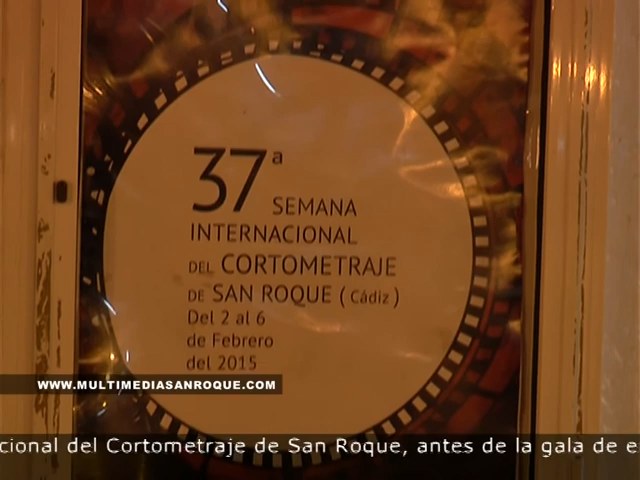 37ª SEMANA
INTERNACIONAL
DEL CORTOMETRAJE
DE SAN ROQUE (Cádiz)
Del 2 al 6
de Febrero
del 2015
WWW.MULTIMEDIASANROQUE.COM
del Cortometraje de San Roque, antes de la gala de